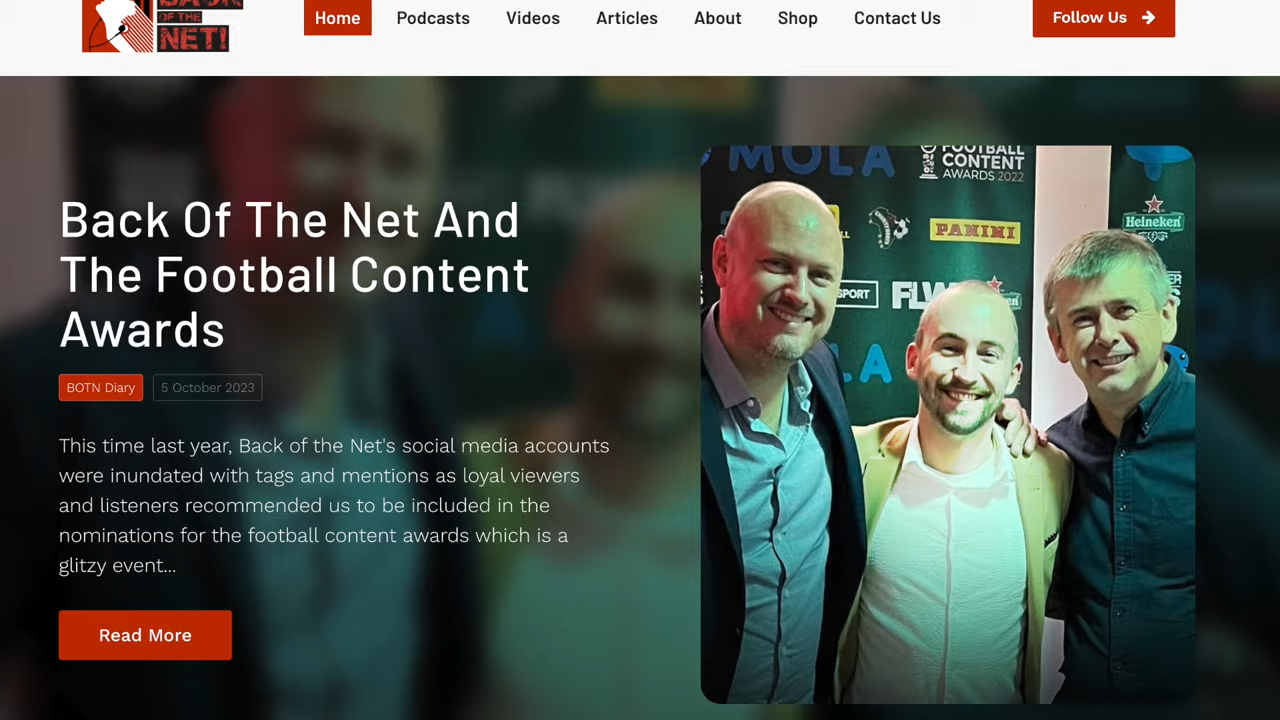 BACK
OF THE
NET!
Home
Podcasts
Videos
Articles
About
Shop
Contact Us
Follow Us
Back Of The Net And
The Football Content
Awards
BOTN Diary
5 October 2023
This time last year, Back of the Net's social media accounts
were inundated with tags and mentions as loyal viewers
and listeners recommended us to be included in the
nominations for the football content awards which is a
glitzy event...
Read More
MOLA
FOOTBALL
CONTENT
AWARDS 2022
PANINI
Heineken
SPORT